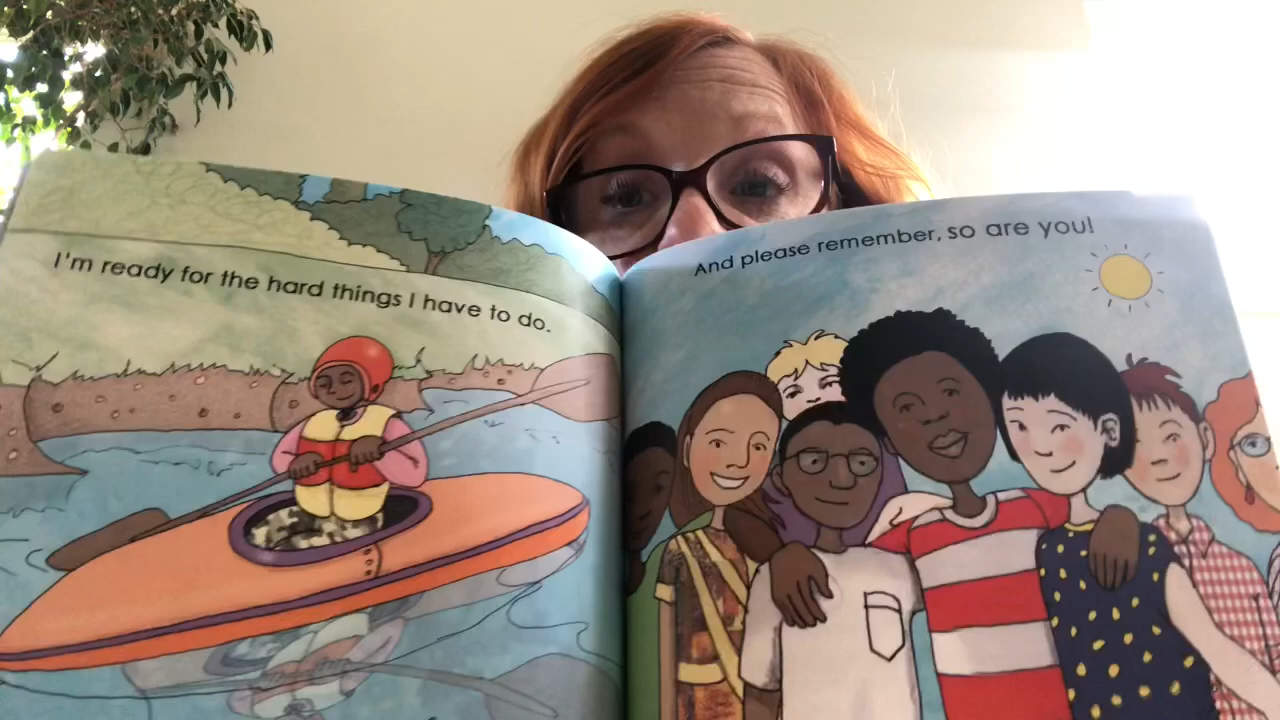 I'm ready for the hard things I have to do.
And please remember, so are you!